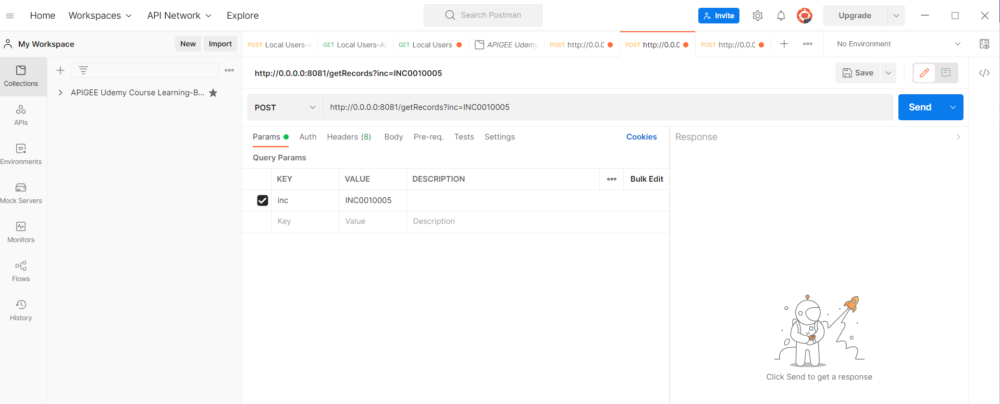 Home Workspaces API Network Explore Search Postman Invite Upgrade
My Workspace New Import
POST Local Users-A GET Local Users-A GET Local Users APIGEE Udemy POST http://0.0.0 POST http://0.0.0 POST http://0.0.0 No Environment
Collections
APIs
Environments
Mock Servers
Monitors
Flows
History
APIGEE Udemy Course Learning-B...
http://0.0.0.0:8081/getRecords?inc=INC0010005 Save
POST http://0.0.0.0:8081/getRecords?inc=INC0010005 Send
Params Auth Headers (8) Body Pre-req. Tests Settings Cookies
Query Params
KEY VALUE DESCRIPTION Bulk Edit
inc INC0010005
Key Value Description
Response
Click Send to get a response